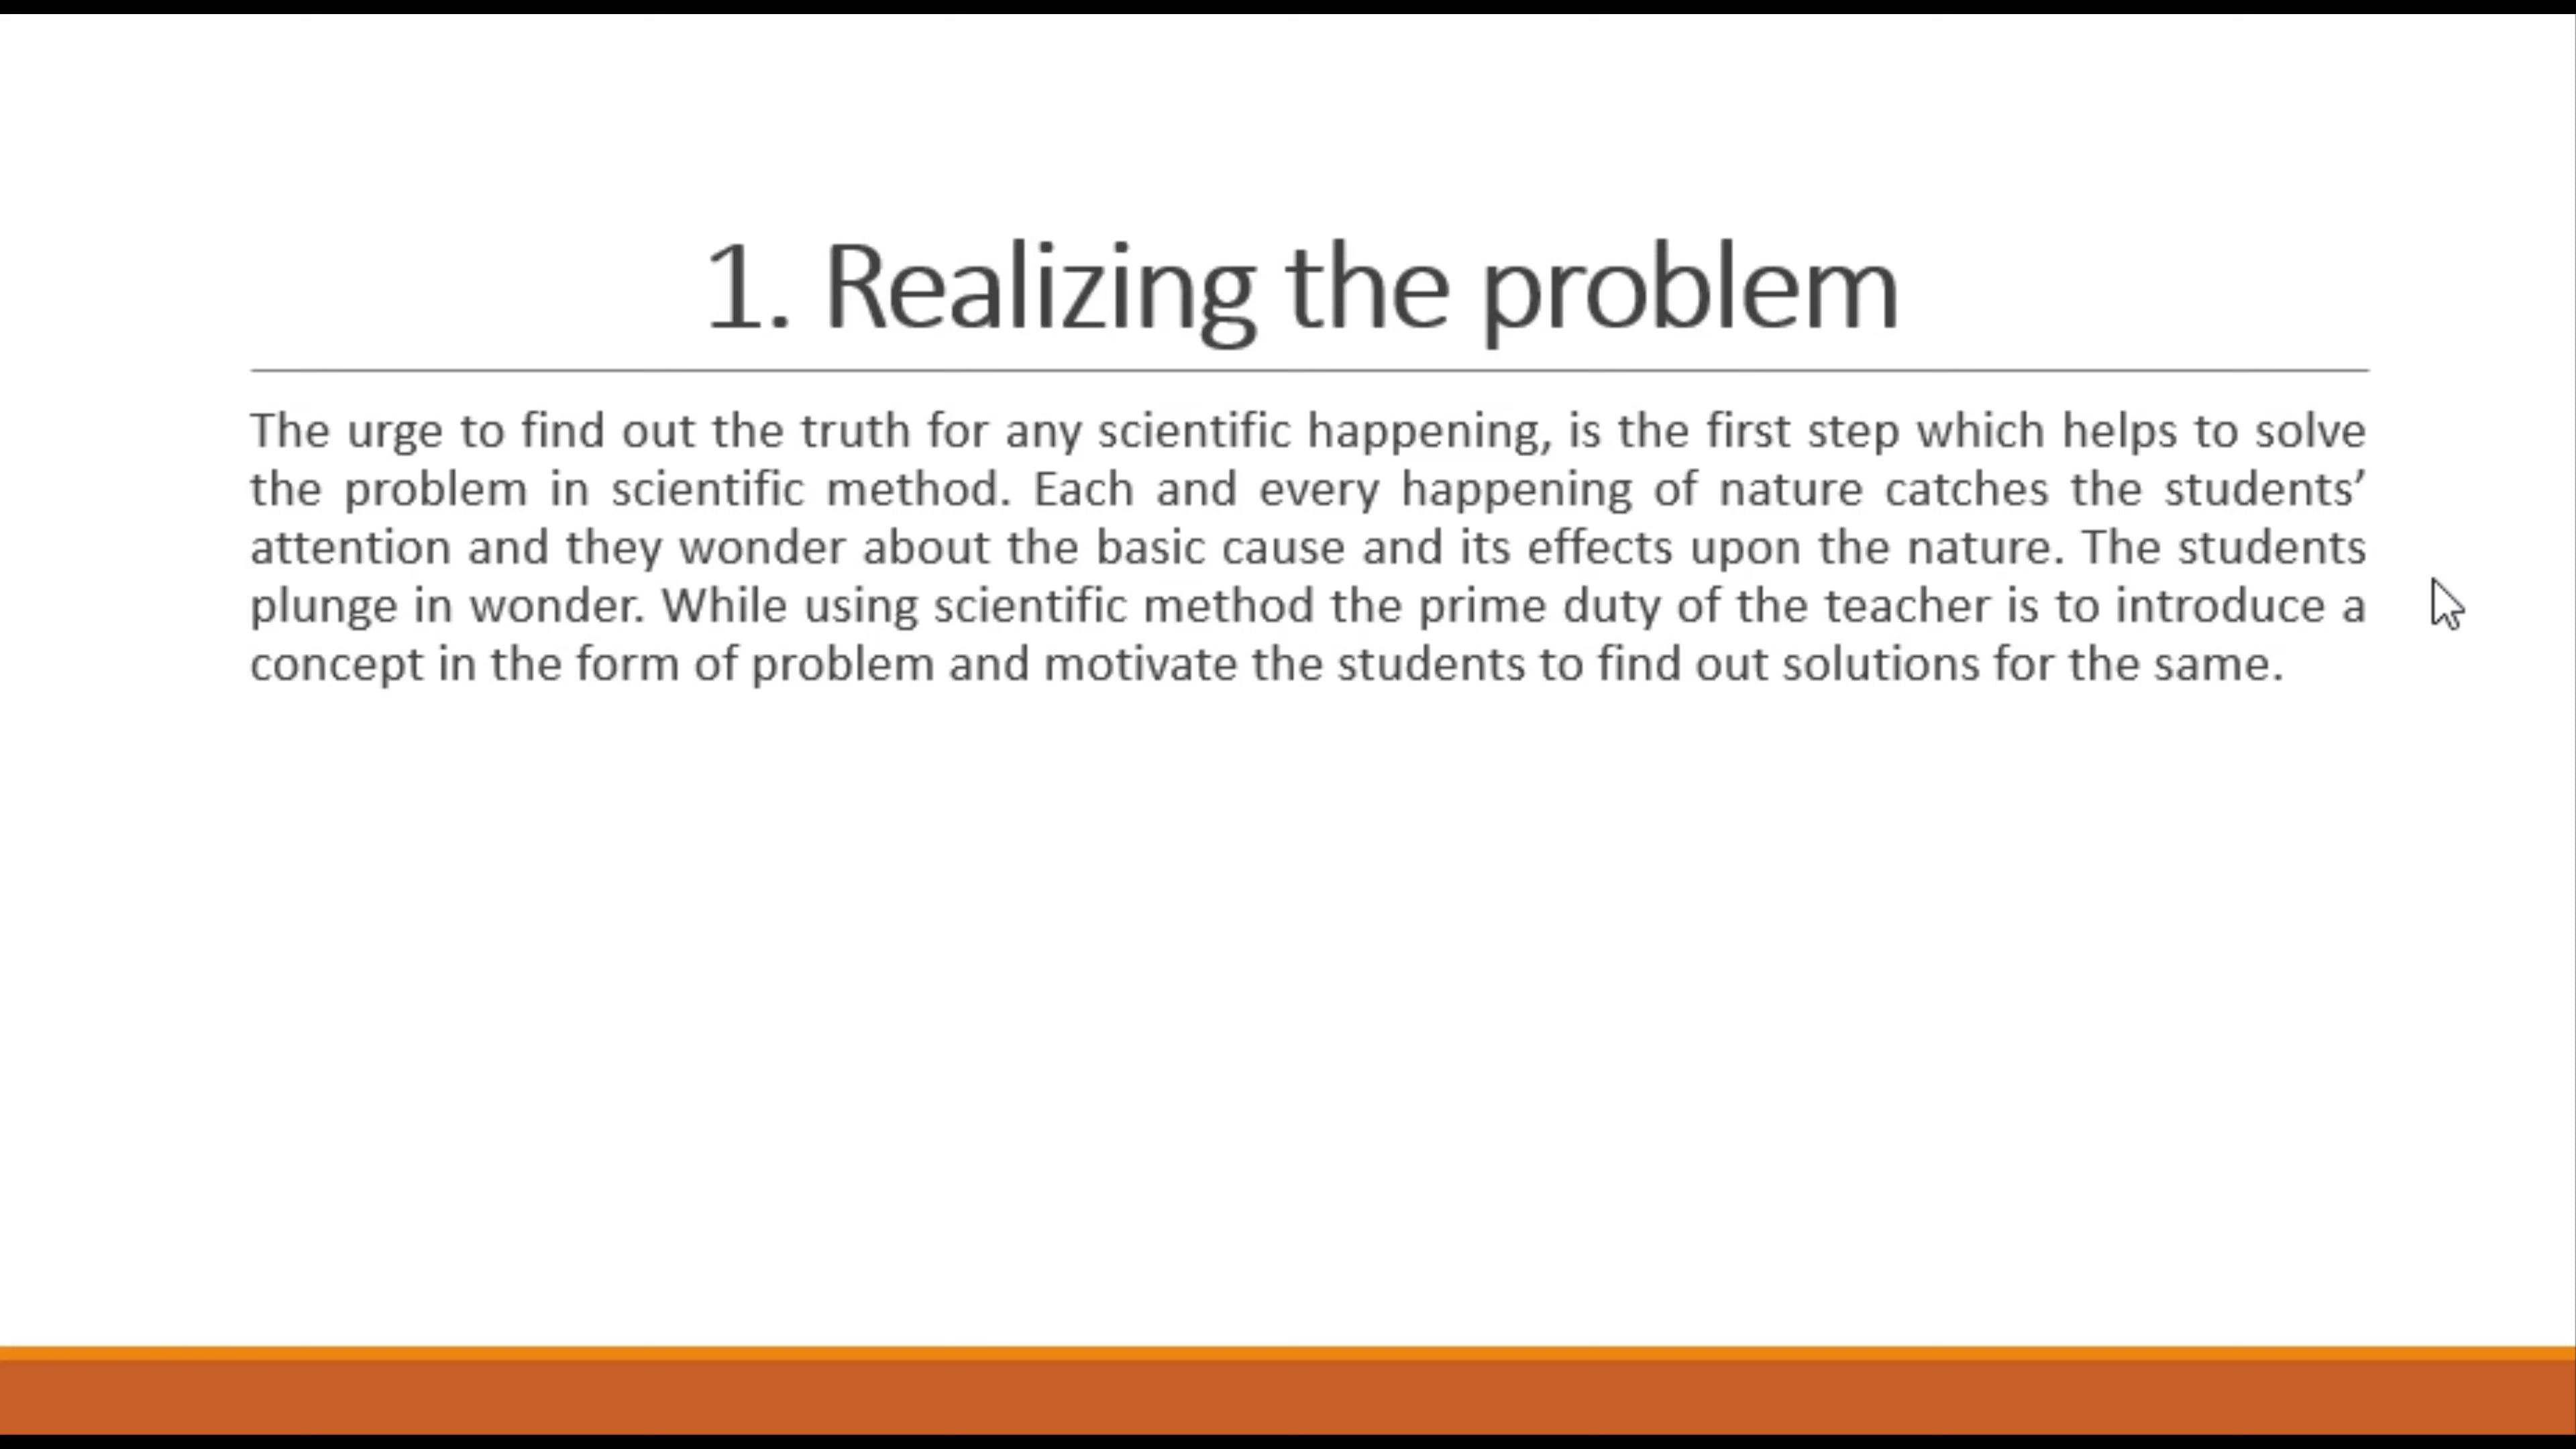 1. Realizing the problem
The urge to find out the truth for any scientific happening, is the first step which helps to solve
the problem in scientific method. Each and every happening of nature catches the students’
attention and they wonder about the basic cause and its effects upon the nature. The students
plunge in wonder. While using scientific method the prime duty of the teacher is to introduce a
concept in the form of problem and motivate the students to find out solutions for the same.